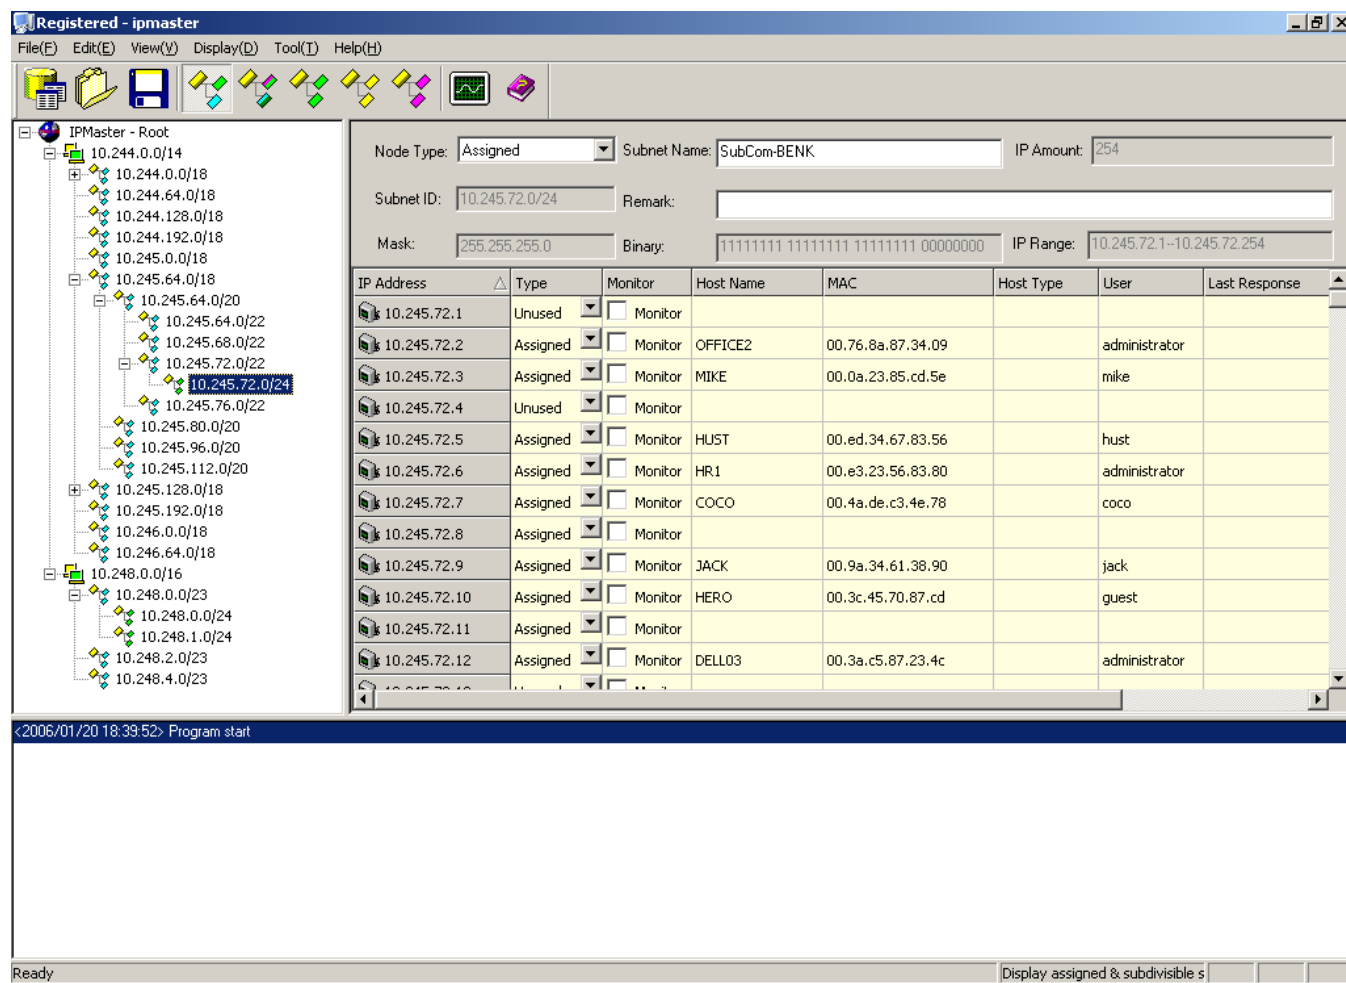 Registered - ipmaster
File(F) Edit(E) View(V) Display(D) Tool(T) Help(H)
IPMaster - Root
10.244.0.0/14
10.244.0.0/18
10.244.64.0/18
10.244.128.0/18
10.244.192.0/18
10.245.0.0/18
10.245.64.0/18
10.245.64.0/20
10.245.64.0/22
10.245.68.0/22
10.245.72.0/22
10.245.72.0/24
10.245.76.0/22
10.245.80.0/20
10.245.96.0/20
10.245.112.0/20
10.245.128.0/18
10.245.192.0/18
10.246.0.0/18
10.246.64.0/18
10.248.0.0/16
10.248.0.0/23
10.248.0.0/24
10.248.1.0/24
10.248.2.0/23
10.248.4.0/23
Node Type: Assigned Subnet Name: SubCom-BENK IP Amount: 254
Subnet ID: 10.245.72.0/24 Remark:
Mask: 255.255.255.0 Binary: 11111111 11111111 11111111 00000000 IP Range: 10.245.72.1--10.245.72.254
IP Address Type Monitor Host Name MAC Host Type User Last Response
10.245.72.1 Unused Monitor
10.245.72.2 Assigned Monitor OFFICE2 00.76.8a.87.34.09 administrator
10.245.72.3 Assigned Monitor MIKE 00.0a.23.85.cd.5e mike
10.245.72.4 Unused Monitor
10.245.72.5 Assigned Monitor HUST 00.ed.34.67.83.56 hust
10.245.72.6 Assigned Monitor HR1 00.e3.23.56.83.80 administrator
10.245.72.7 Assigned Monitor COCO 00.4a.de.c3.4e.78 coco
10.245.72.8 Assigned Monitor
10.245.72.9 Assigned Monitor JACK 00.9a.34.61.38.90 jack
10.245.72.10 Assigned Monitor HERO 00.3c.45.70.87.cd guest
10.245.72.11 Assigned Monitor
10.245.72.12 Assigned Monitor DELL03 00.3a.c5.87.23.4c administrator
<2006/01/20 18:39:52> Program start
Ready Display assigned & subdivisible s